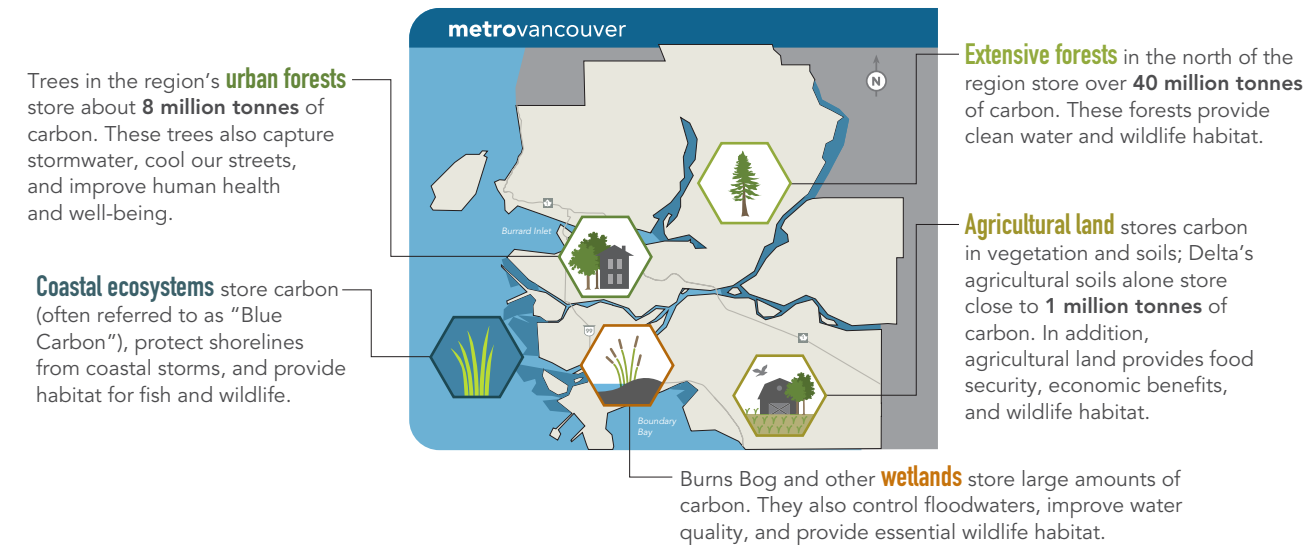 metrovancouver
Trees in the region's urban forests
store about 8 million tonnes of
carbon. These trees also capture
stormwater, cool our streets,
and improve human health
and well-being.
Coastal ecosystems store carbon
(often referred to as “Blue
Carbon”), protect shorelines
from coastal storms, and provide
habitat for fish and wildlife.
N
1
Burrard Inlet
99
1
Boundary
Bay
Extensive forests in the north of the
region store over 40 million tonnes
of carbon. These forests provide
clean water and wildlife habitat.
Agricultural land stores carbon
in vegetation and soils; Delta’s
agricultural soils alone store
close to 1 million tonnes of
carbon. In addition,
agricultural land provides food
security, economic benefits,
and wildlife habitat.
Burns Bog and other wetlands store large amounts of
carbon. They also control floodwaters, improve water
quality, and provide essential wildlife habitat.